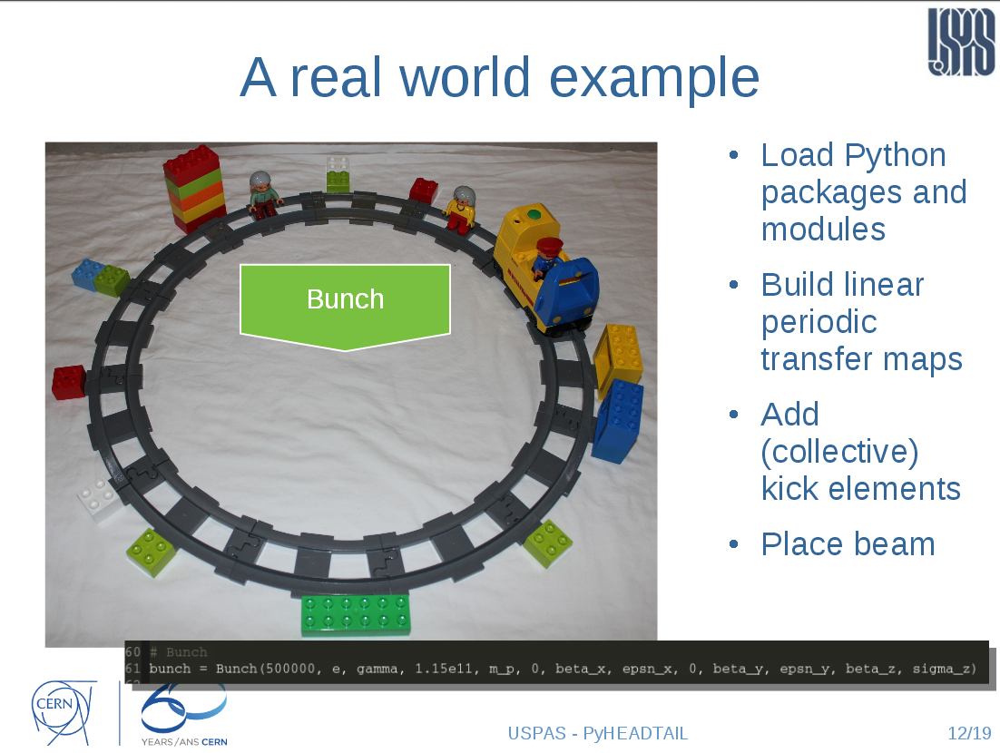 A real world example
Bunch
• Load Python
packages and
modules
• Build linear
periodic
transfer maps
• Add
(collective)
kick elements
• Place beam
60 # Bunch
61 bunch = Bunch(500000, e, gamma, 1.15e11, m_p, 0, beta_x, epsn_x, 0, beta_y, epsn_y, beta_z, sigma_z)
CERN
60
YEARS/ANS CERN
USPAS - PyHEADTAIL
12/19